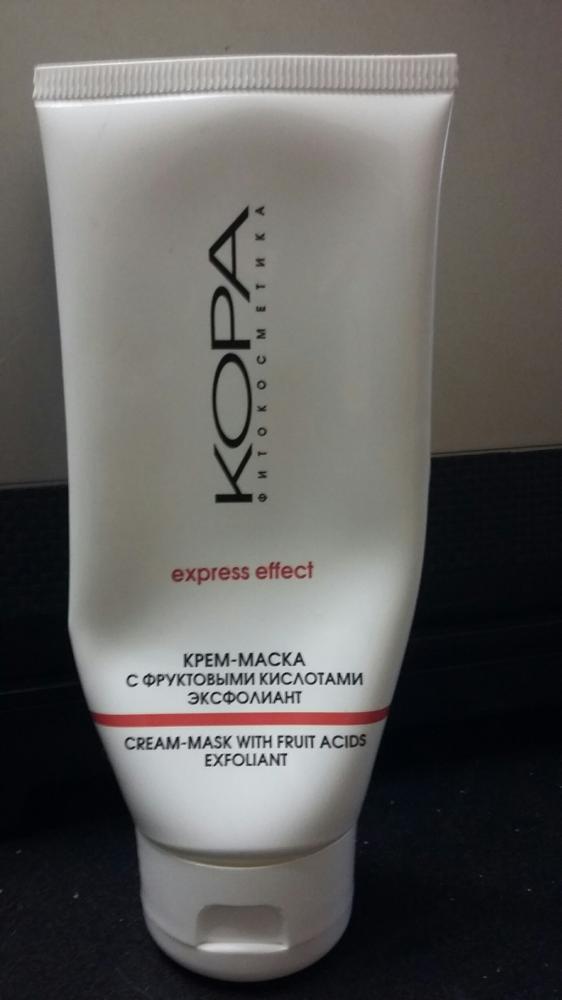 КОРА
ФИТОКОСМЕТИКА
express effect
КРЕМ-МАСКА
С ФРУКТОВЫМИ КИСЛОТАМИ
ЭКСФОЛИАНТ
CREAM-MASK WITH FRUIT ACIDS
EXFOLIANT